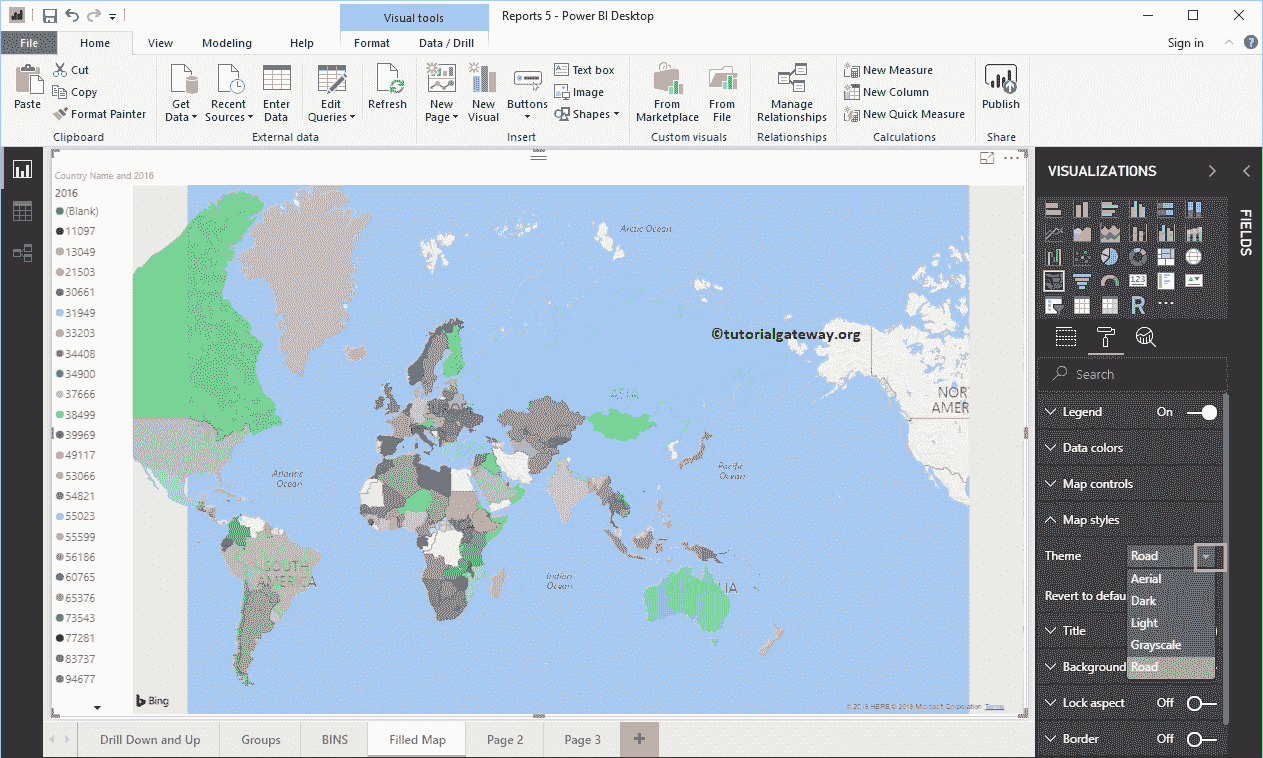 Visual tools
Reports 5 - Power BI Desktop
File Home View Modeling Help Format Data / Drill Sign in
Cut
Copy
Format Painter
Paste
Clipboard
Get Data
Recent Sources
Enter Data
Edit Queries
External data
Refresh
New Page
New Visual
Buttons
Text box
Image
Shapes
Insert
From Marketplace
From File
Custom visuals
Manage Relationships
Relationships
New Measure
New Column
New Quick Measure
Calculations
Publish
Share
Country Name and 2016
2016
(Blank)
11097
13049
21503
30661
31949
33203
34408
34900
37666
38499
39969
49117
53066
54821
55023
55599
56186
60765
65376
73543
77281
83737
94677
Arctic Ocean
©tutorialgateway.org
ASIA
NOR
AMER
Atlantic
Ocean
Pacific
Ocean
SOUTH
AMERICA
Indian
Ocean
LIA
Bing
© 2018 HERE © 2018 Microsoft Corporation Terms
VISUALIZATIONS
FIELDS
123
R
Search
Legend On
Data colors
Map controls
Map styles
Theme Road
Aerial
Revert to defau
Dark
Light
Title
Grayscale
Background
Road
Lock aspect Off
Border Off
Drill Down and Up Groups BINS Filled Map Page 2 Page 3 +